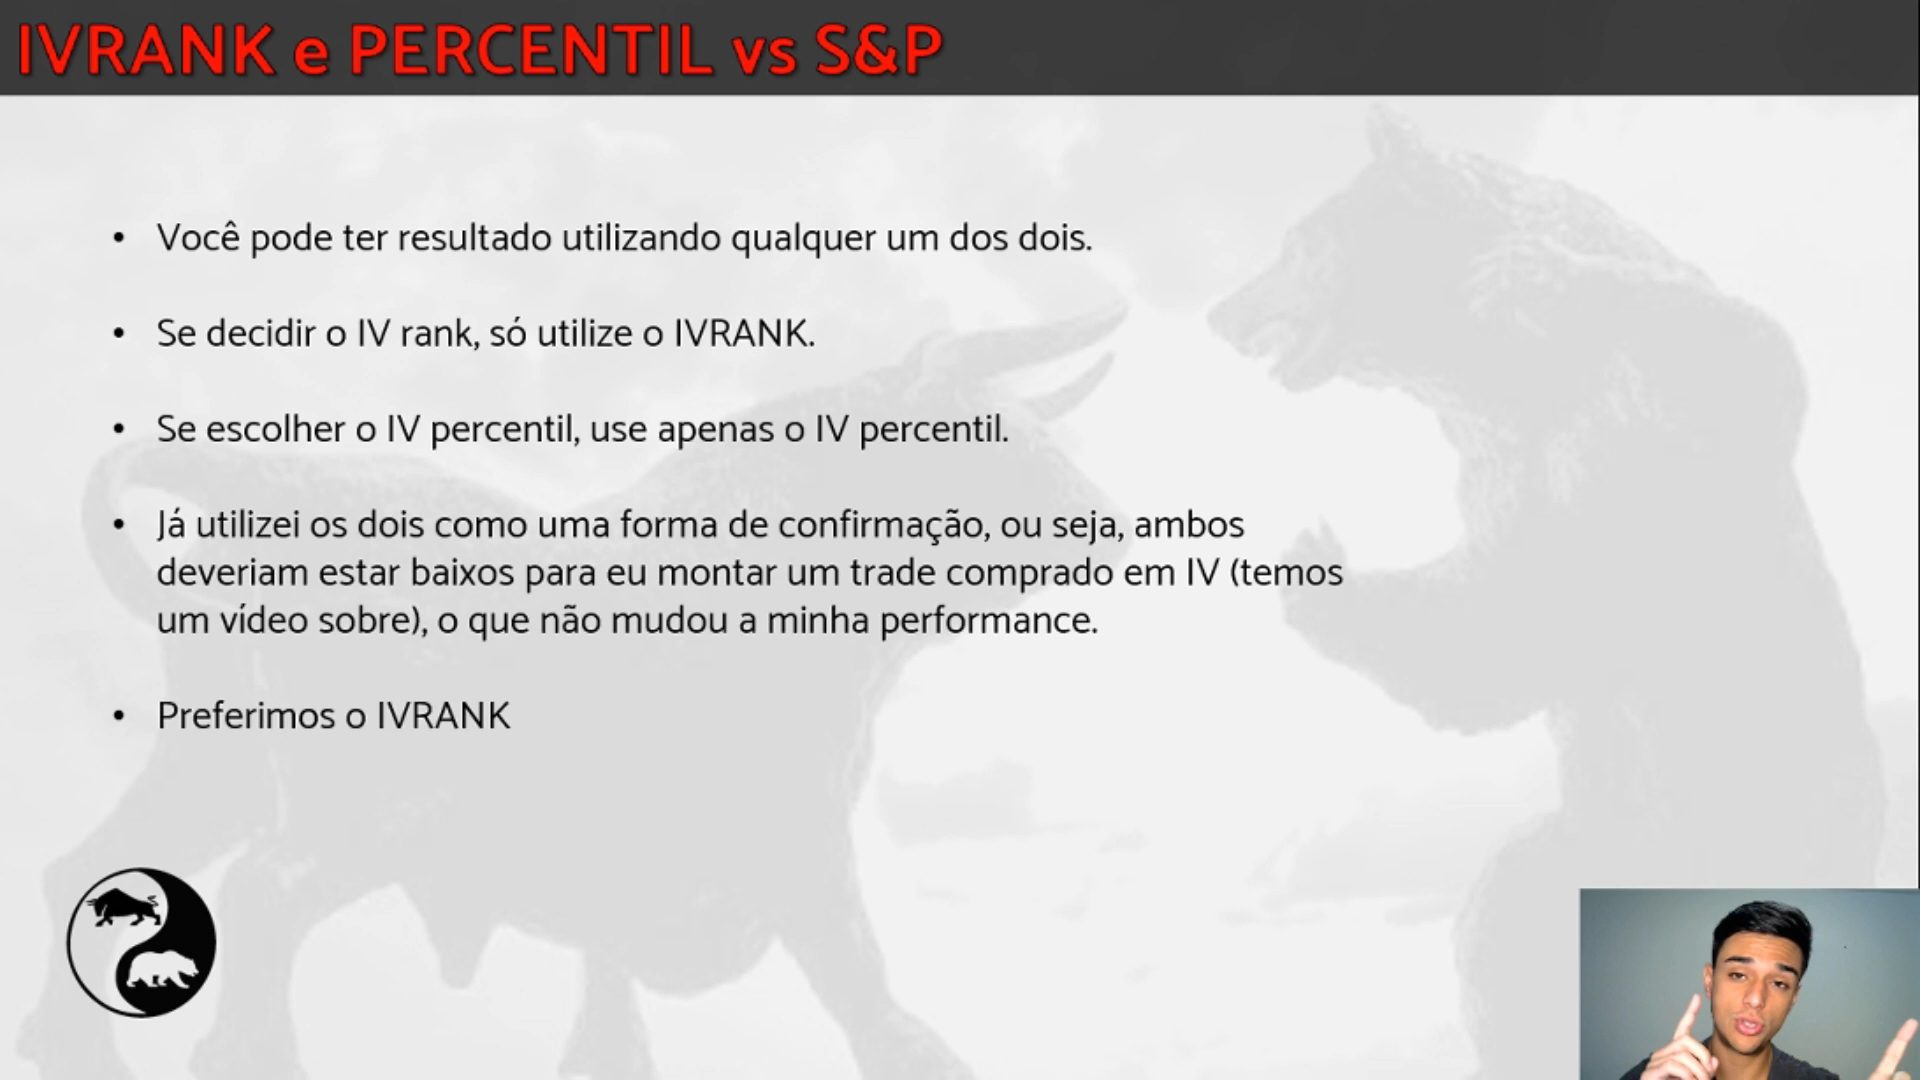 IVRANK e PERCENTIL vs S&P
• Você pode ter resultado utilizando qualquer um dos dois.
• Se decidir o IV rank, só utilize o IVRANK.
• Se escolher o IV percentil, use apenas o IV percentil.
• Já utilizei os dois como uma forma de confirmação, ou seja, ambos
deveriam estar baixos para eu montar um trade comprado em IV (temos
um vídeo sobre), o que não mudou a minha performance.
• Preferimos o IVRANK